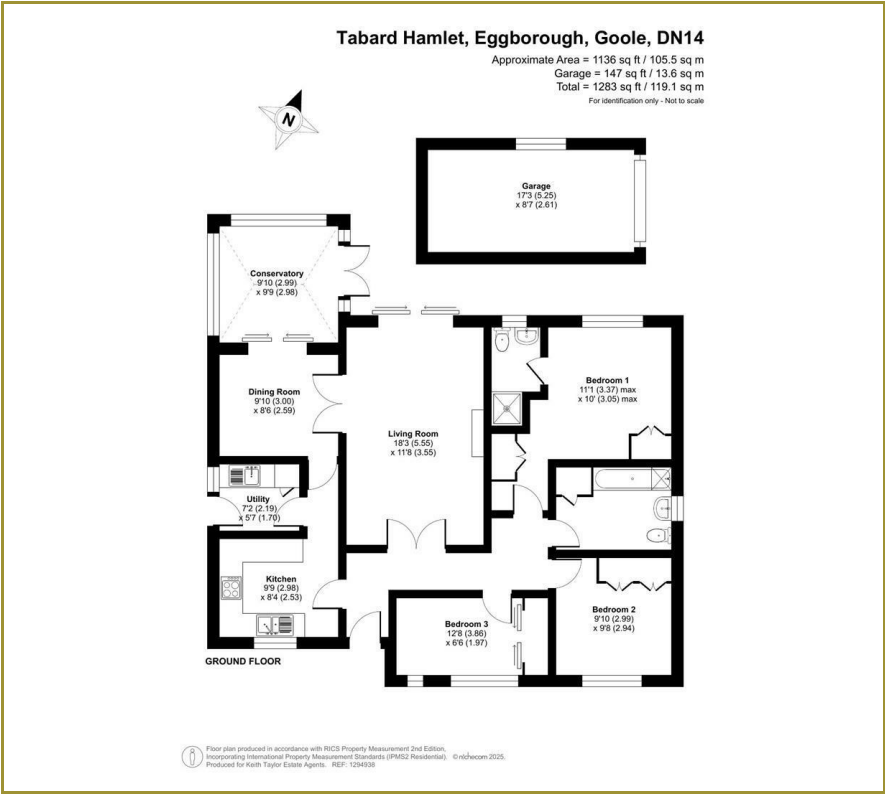 Tabard Hamlet, Eggborough, Goole, DN14
Approximate Area = 1136 sq ft / 105.5 sq m
Garage = 147 sq ft / 13.6 sq m
Total = 1283 sq ft / 119.1 sq m
For identification only - Not to scale
N
Garage
17'3 (5.25)
x 8'7 (2.61)
Conservatory
9'10 (2.99)
x 9'9 (2.98)
Dining Room
9'10 (3.00)
x 8'6 (2.59)
Living Room
18'3 (5.55)
x 11'8 (3.55)
Bedroom 1
11'1 (3.37) max
x 10' (3.05) max
Utility
7'2 (2.19)
x 5'7 (1.70)
Kitchen
9'9 (2.98)
x 8'4 (2.53)
Bedroom 3
12'8 (3.86)
x 6'6 (1.97)
Bedroom 2
9'10 (2.99)
x 9'8 (2.94)
GROUND FLOOR
Floor plan produced in accordance with RICS Property Measurement 2nd Edition,
Incorporating International Property Measurement Standards (IPMS2 Residential). © nichecom 2025.
Produced for Keith Taylor Estate Agents. REF: 1294938